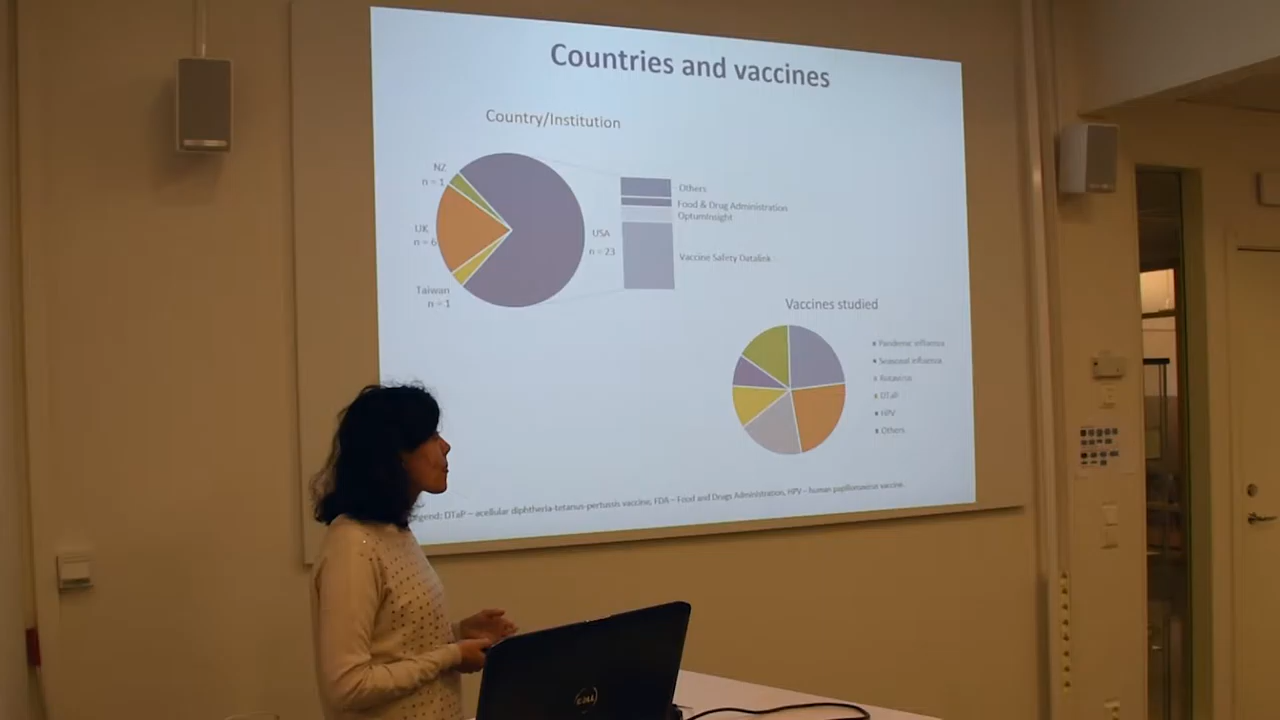 Countries and vaccines
Country/Institution
NZ
n = 1
UK
n = 6
Taiwan
n = 1
USA
n = 23
Others
Food & Drug Administration
OptumInsight
Vaccine Safety Datalink
Vaccines studied
Pandemic influenza
Seasonal influenza
Rotavirus
DTaP
HPV
Others
DTaP – acellular diphtheria-tetanus-pertussis vaccine, FDA – Food and Drugs Administration, HPV – human papillomavirus vaccine.
DELL